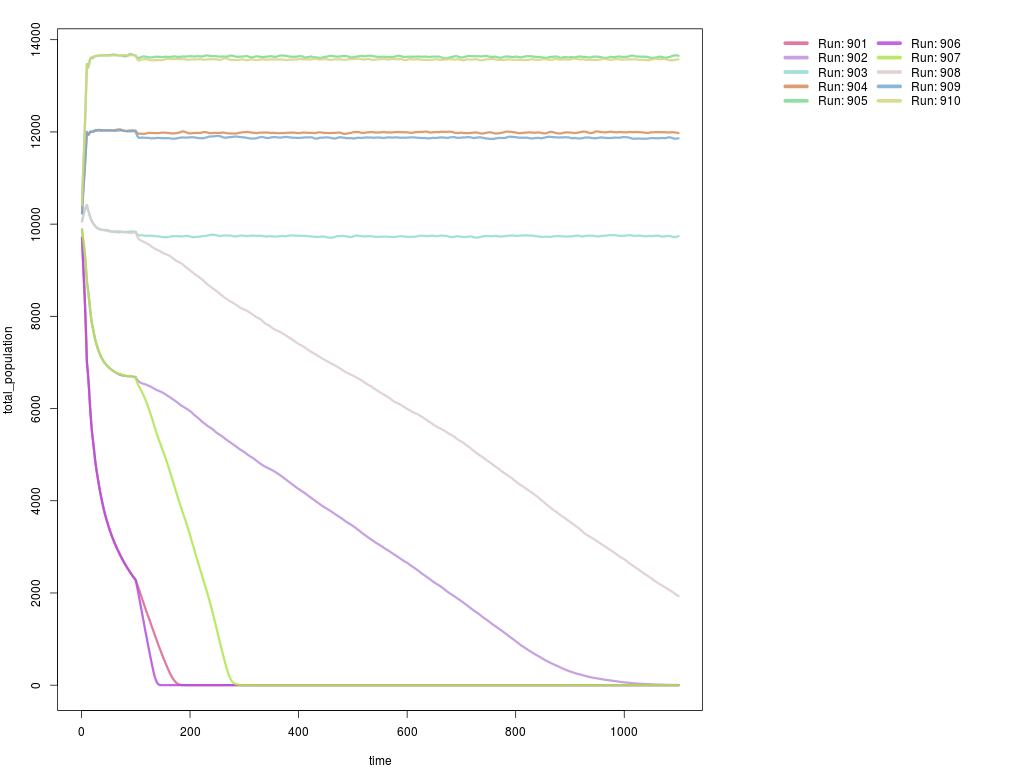 14000
12000
10000
8000
6000
4000
2000
0
total_population
0 200 400 600 800 1000
time
Run: 901 Run: 906
Run: 902 Run: 907
Run: 903 Run: 908
Run: 904 Run: 909
Run: 905 Run: 910